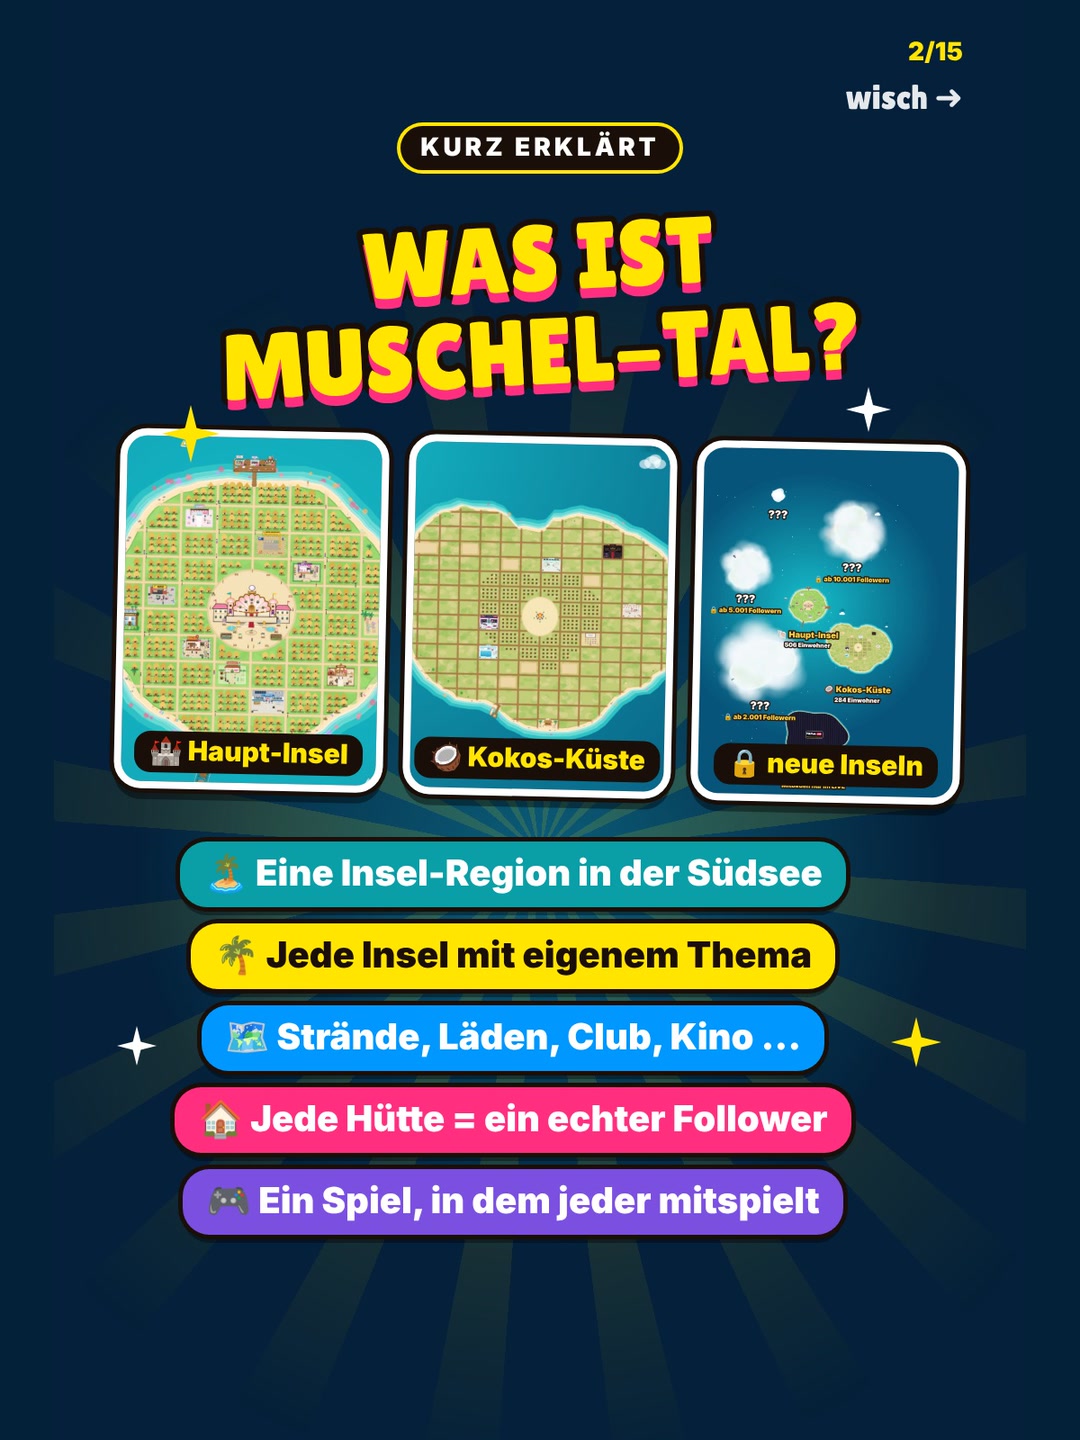 2/15
wisch →
KURZ ERKLÄRT
WAS IST
MUSCHEL-TAL?
???
???
🔒 ab 10.001 Followern
???
🔒 ab 5.001 Followern
Haupt-Insel
506 Einwohner
🥥 Kokos-Küste
284 Einwohner
???
🔒 ab 2.001 Followern
🏰 Haupt-Insel
🥥 Kokos-Küste
🔒 neue Inseln
🏝️ Eine Insel-Region in der Südsee
🌴 Jede Insel mit eigenem Thema
🗺️ Strände, Läden, Club, Kino ...
🏠 Jede Hütte = ein echter Follower
🎮 Ein Spiel, in dem jeder mitspielt